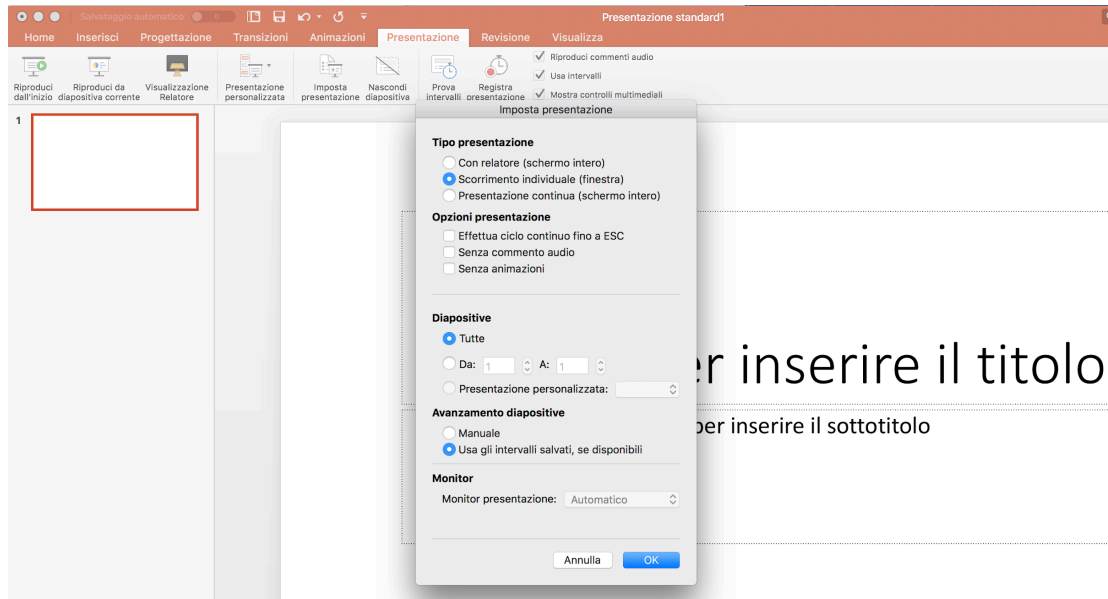 Salvataggio automatico
Presentazione standard1
Home Inserisci Progettazione Transizioni Animazioni Presentazione Revisione Visualizza
Riproduci dall'inizio
Riproduci da diapositiva corrente
Visualizzazione Relatore
Presentazione personalizzata
Imposta presentazione
Nascondi diapositiva
Prova intervalli
Registra presentazione
Riproduci commenti audio
Usa intervalli
Mostra controlli multimediali
1
Imposta presentazione
Tipo presentazione
Con relatore (schermo intero)
Scorrimento individuale (finestra)
Presentazione continua (schermo intero)
Opzioni presentazione
Effettua ciclo continuo fino a ESC
Senza commento audio
Senza animazioni
Diapositive
Tutte
Da: 1 A: 1
Presentazione personalizzata:
Avanzamento diapositive
Manuale
Usa gli intervalli salvati, se disponibili
Monitor
Monitor presentazione: Automatico
Annulla OK
inserire il titolo
per inserire il sottotitolo